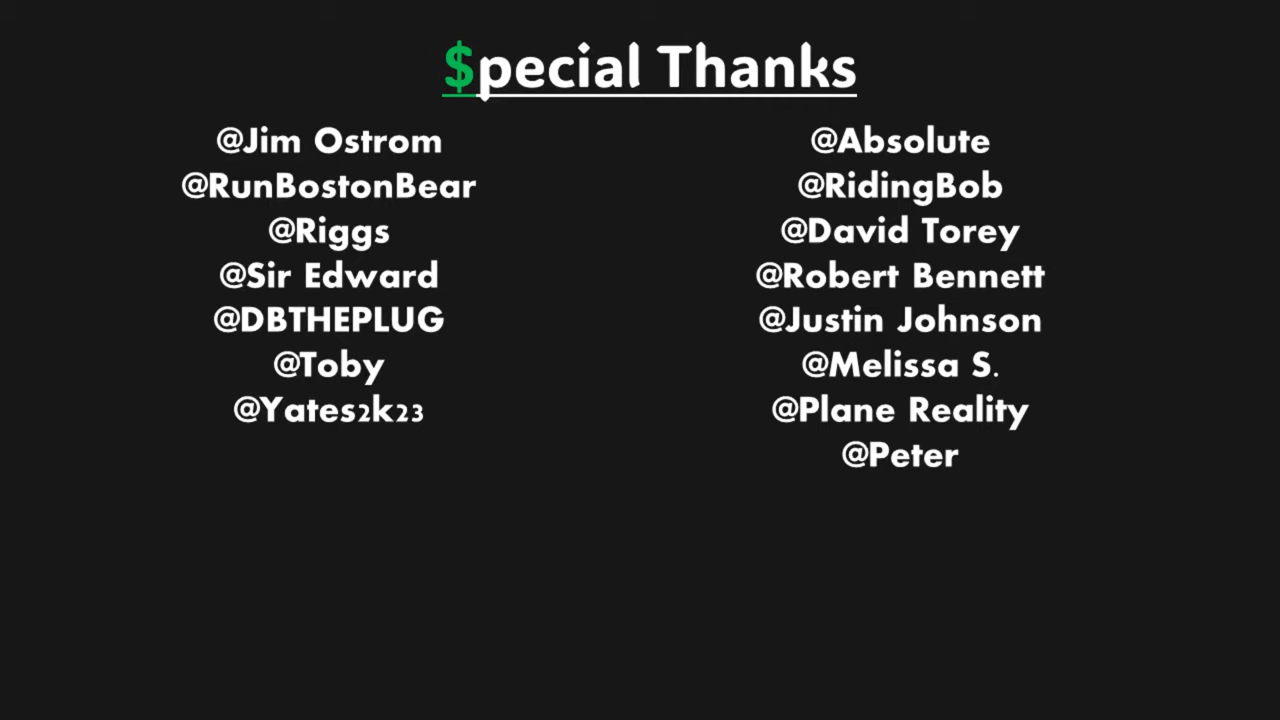 $pecial Thanks
@Jim Ostrom
@RunBostonBear
@Riggs
@Sir Edward
@DBTHEPLUG
@Toby
@Yates2k23
@Absolute
@RidingBob
@David Torey
@Robert Bennett
@Justin Johnson
@Melissa S.
@Plane Reality
@Peter